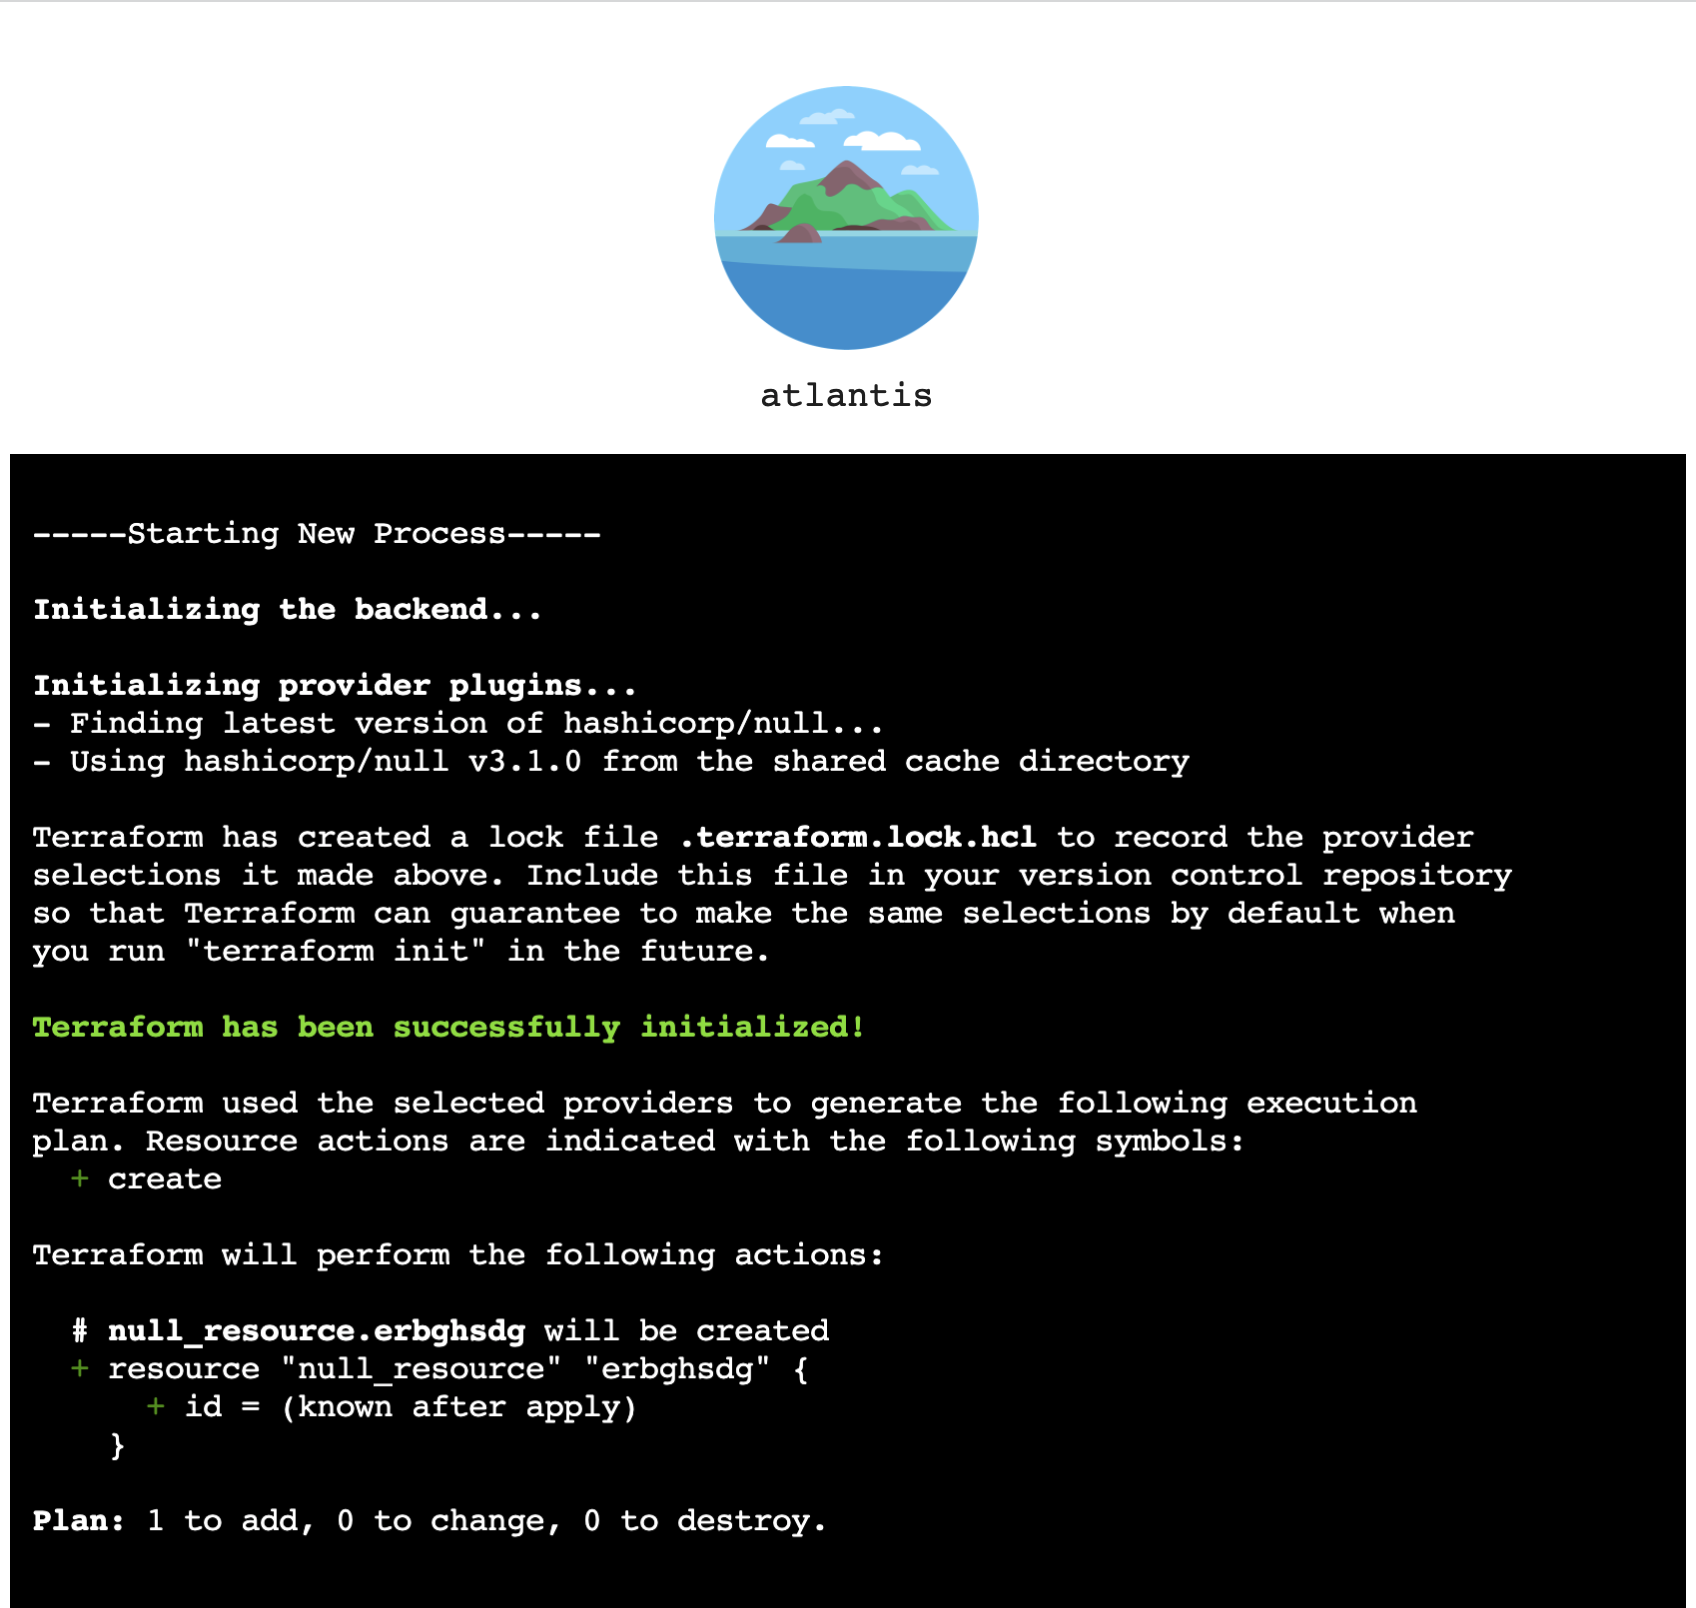 atlantis
-----Starting New Process-----
Initializing the backend...
Initializing provider plugins...
- Finding latest version of hashicorp/null...
- Using hashicorp/null v3.1.0 from the shared cache directory
Terraform has created a lock file .terraform.lock.hcl to record the provider
selections it made above. Include this file in your version control repository
so that Terraform can guarantee to make the same selections by default when
you run "terraform init" in the future.
Terraform has been successfully initialized!
Terraform used the selected providers to generate the following execution
plan. Resource actions are indicated with the following symbols:
  + create
Terraform will perform the following actions:
  # null_resource.erbghsdg will be created
  + resource "null_resource" "erbghsdg" {
      + id = (known after apply)
    }
Plan: 1 to add, 0 to change, 0 to destroy.